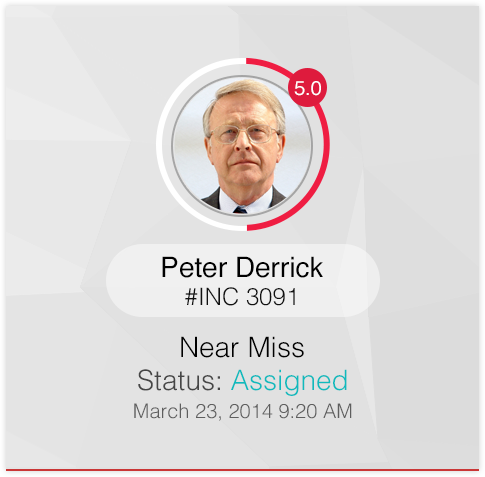 5.0
Peter Derrick
#INC 3091
Near Miss
Status: Assigned
March 23, 2014 9:20 AM